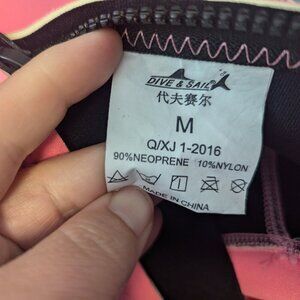 DIVE & SAIL
代夫赛尔
M
Q/XJ 1-2016
90%NEOPRENE 10%NYLON
MADE IN CHINA